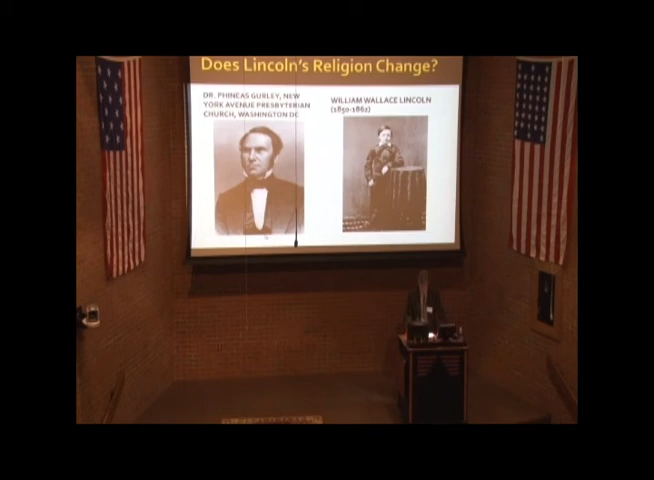 Does Lincoln's Religion Change?
DR. PHINEAS GURLEY, NEW
YORK AVENUE PRESBYTERIAN
CHURCH, WASHINGTON DC
WILLIAM WALLACE LINCOLN
(1850-1862)